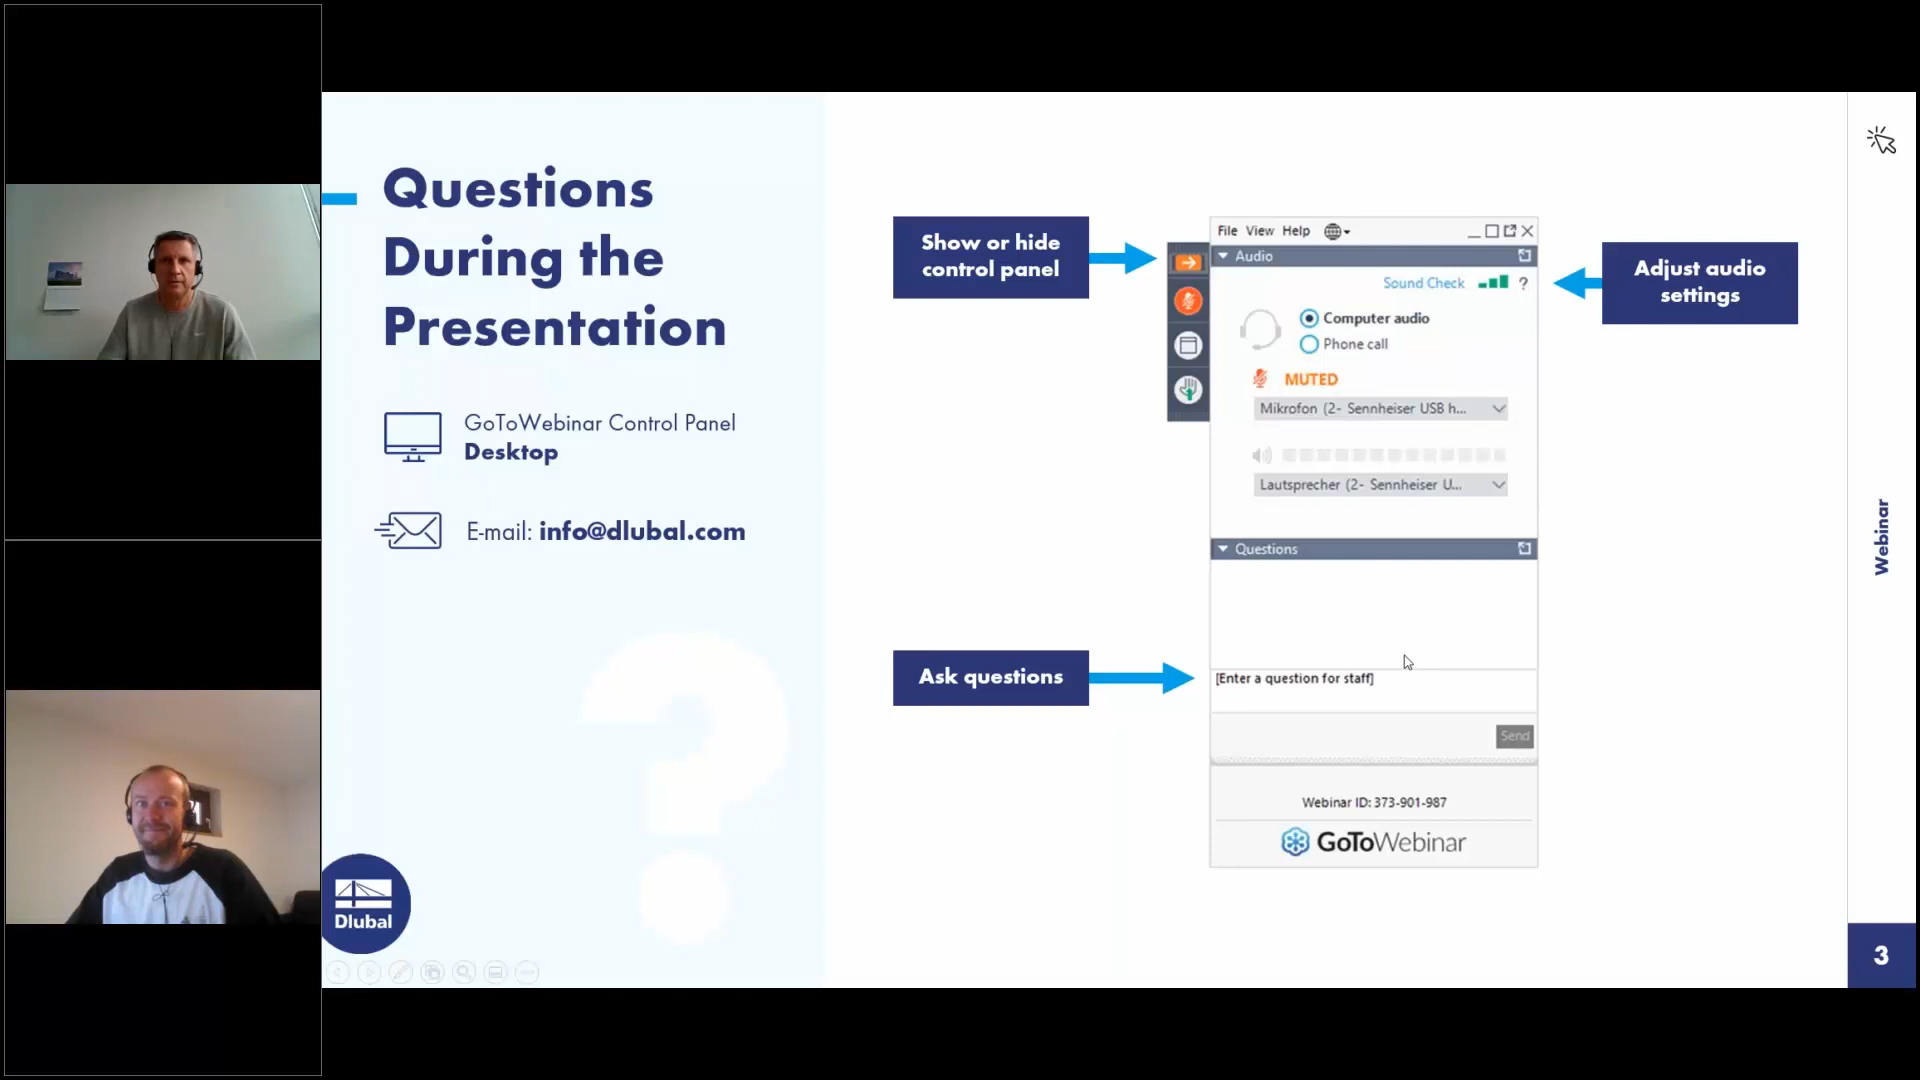 Questions
During the
Presentation
GoToWebinar Control Panel
Desktop
E-mail: info@dlubal.com
Dlubal
Show or hide
control panel
File View Help
Audio
Sound Check
?
Computer audio
Phone call
MUTED
Mikrofon (2- Sennheiser USB h...
Lautsprecher (2- Sennheiser U...
Adjust audio
settings
Questions
Ask questions
[Enter a question for staff]
Send
Webinar ID: 373-901-987
GoToWebinar
Webinar
3